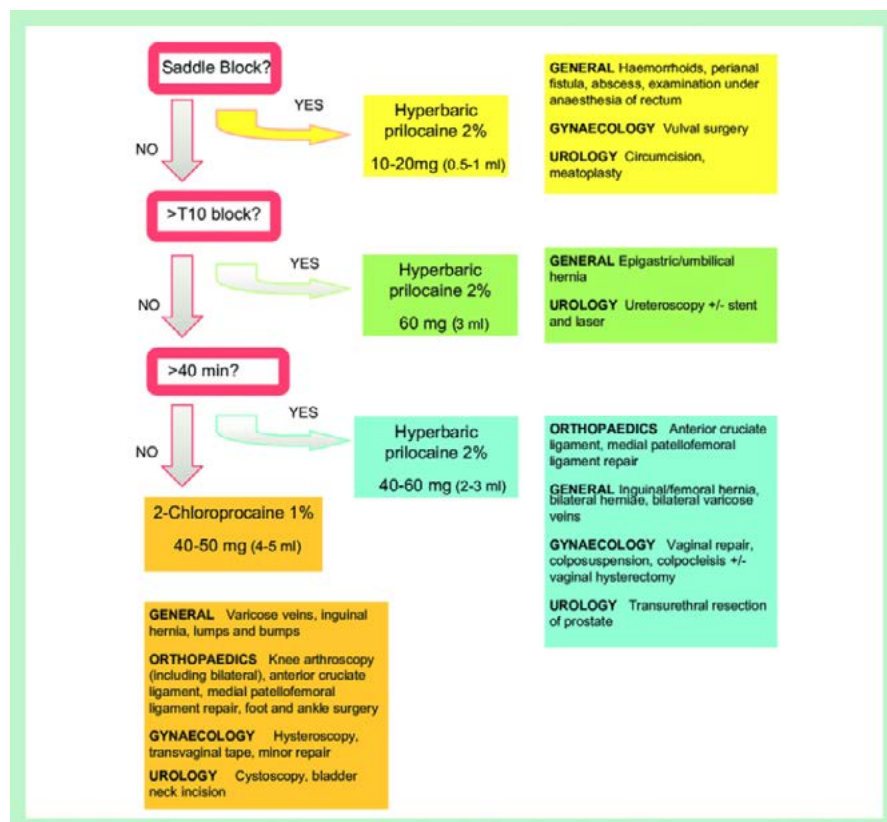 Saddle Block?
YES
NO
Hyperbaric
prilocaine 2%
10-20mg (0.5-1 ml)
GENERAL Haemorrhoids, perianal
fistula, abscess, examination under
anaesthesia of rectum
GYNAECOLOGY Vulval surgery
UROLOGY Circumcision,
meatoplasty
>T10 block?
YES
NO
Hyperbaric
prilocaine 2%
60 mg (3 ml)
GENERAL Epigastric/umbilical
hernia
UROLOGY Ureteroscopy +/- stent
and laser
>40 min?
YES
NO
Hyperbaric
prilocaine 2%
40-60 mg (2-3 ml)
ORTHOPAEDICS Anterior cruciate
ligament, medial patellofemoral
ligament repair
GENERAL Inguinal/femoral hernia,
bilateral herniae, bilateral varicose
veins
GYNAECOLOGY Vaginal repair,
colposuspension, colpocleisis +/-
vaginal hysterectomy
UROLOGY Transurethral resection
of prostate
2-Chloroprocaine 1%
40-50 mg (4-5 ml)
GENERAL Varicose veins, inguinal
hernia, lumps and bumps
ORTHOPAEDICS Knee arthroscopy
(including bilateral), anterior cruciate
ligament, medial patellofemoral
ligament repair, foot and ankle surgery
GYNAECOLOGY Hysteroscopy,
transvaginal tape, minor repair
UROLOGY Cystoscopy, bladder
neck incision